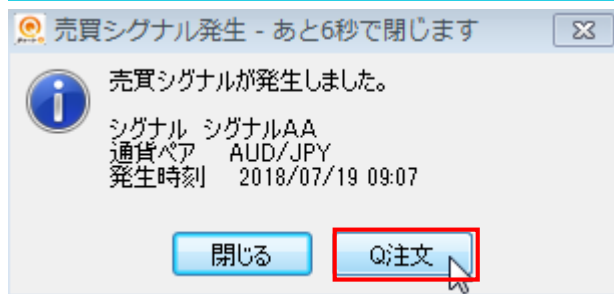 売買シグナル発生 - あと6秒で閉じます
売買シグナルが発生しました。
シグナル シグナルAA
通貨ペア AUD/JPY
発生時刻 2018/07/19 09:07
閉じる Q注文